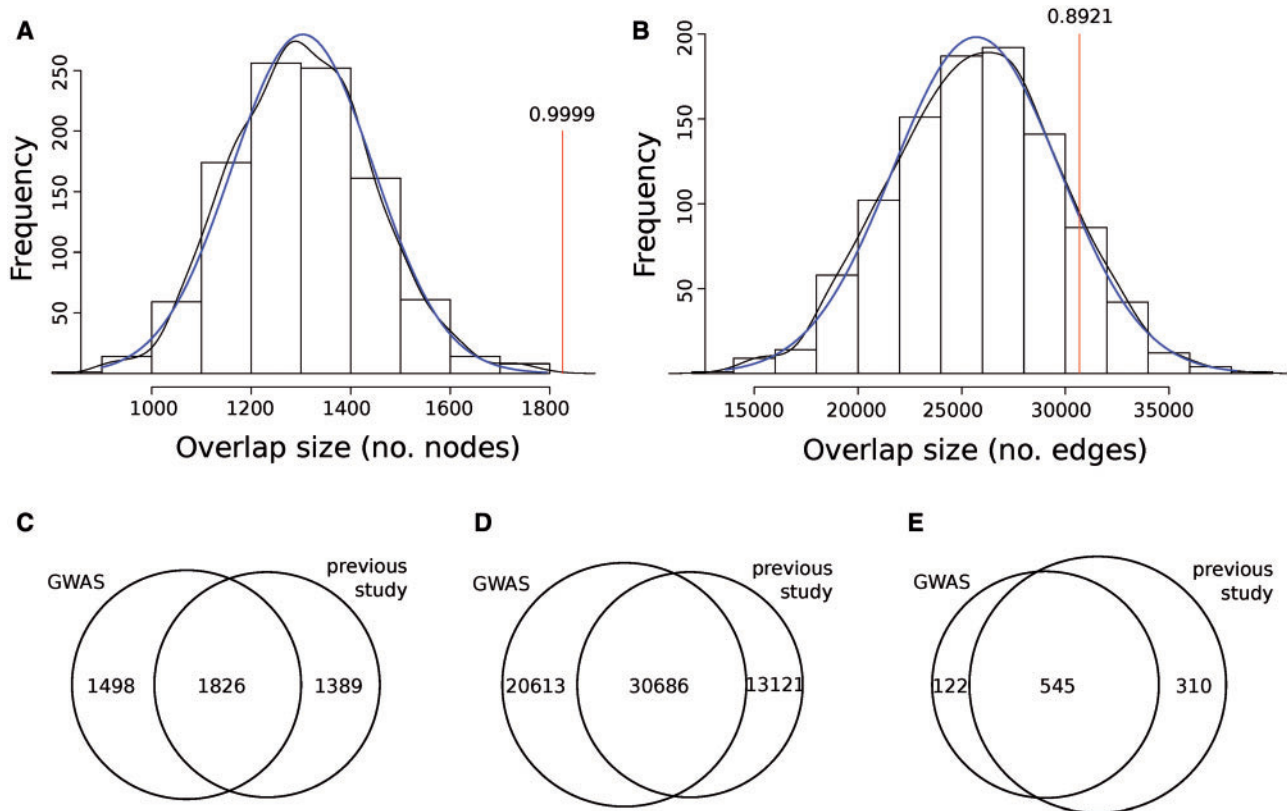 A
0.9999
Frequency
50
100
150
200
250
1000 1200 1400 1600 1800
Overlap size (no. nodes)
B
0.8921
Frequency
50
100
150
200
15000 20000 25000 30000 35000
Overlap size (no. edges)
C
GWAS
previous
study
1498 1826 1389
D
GWAS
previous
study
20613 30686 13121
E
GWAS
previous
study
122 545 310